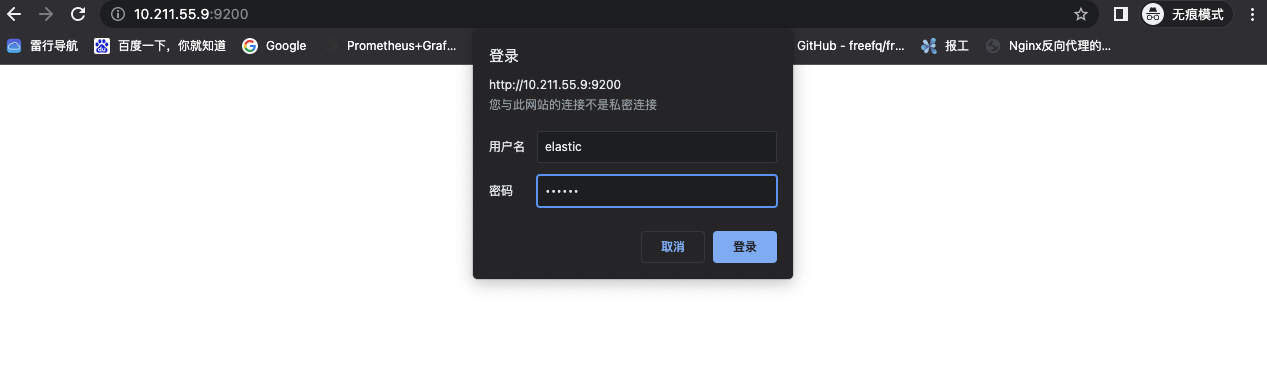 10.211.55.9:9200
无痕模式
雷行导航
百度一下，你就知道
Google
Prometheus+Graf...
GitHub - freefq/fr...
报工
Nginx反向代理的...
登录
http://10.211.55.9:9200
您与此网站的连接不是私密连接
用户名
elastic
密码
••••••
取消
登录